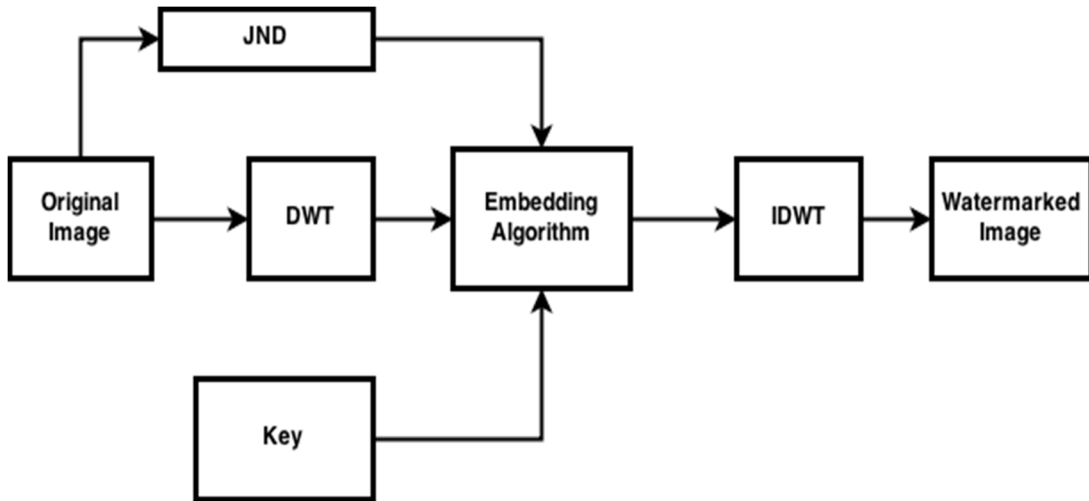 JND
Original
Image
DWT
Embedding
Algorithm
IDWT
Watermarked
Image
Key